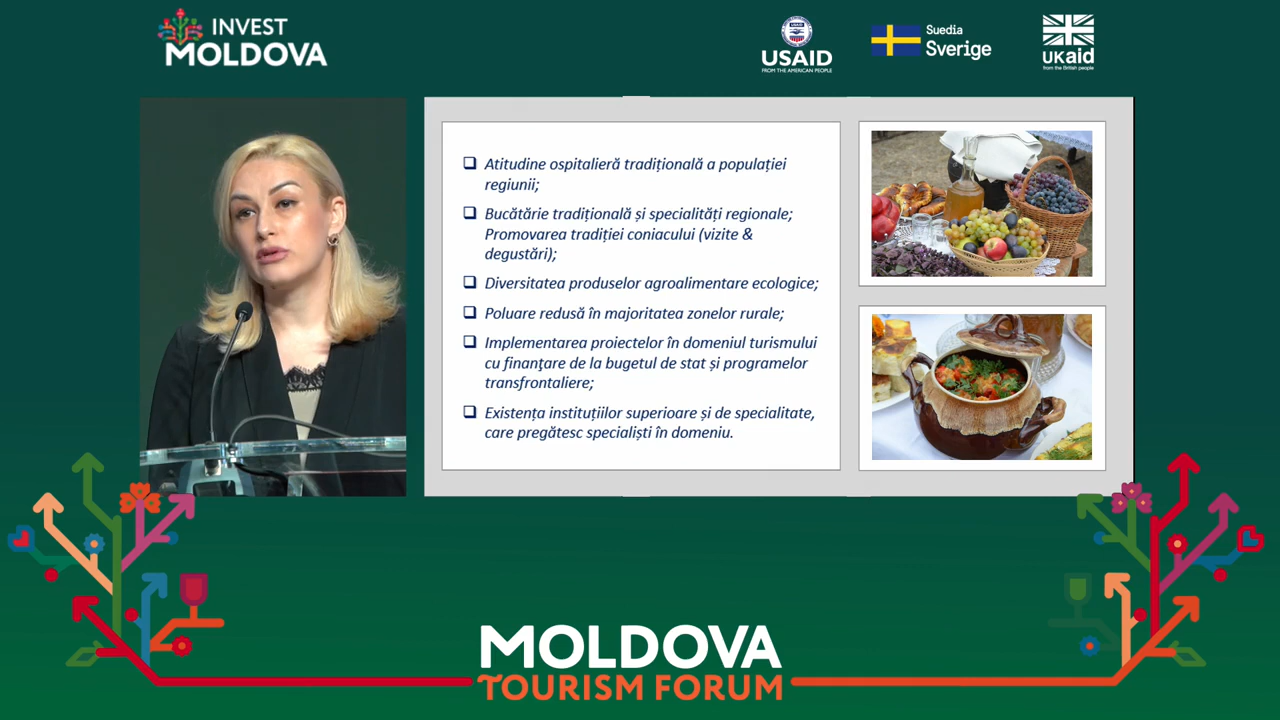 INVEST
MOLDOVA
USAID
FROM THE AMERICAN PEOPLE
Suedia
Sverige
UKaid
from the British people
Atitudine ospitalieră tradițională a populației
regiunii;
Bucătărie tradițională și specialități regionale;
Promovarea tradiției coniacului (vizite &
degustări);
Diversitatea produselor agroalimentare ecologice;
Poluare redusă în majoritatea zonelor rurale;
Implementarea proiectelor în domeniul turismului
cu finanţare de la bugetul de stat și programelor
transfrontaliere;
Existența instituțiilor superioare și de specialitate,
care pregătesc specialiști în domeniu.
MOLDOVA
TOURISM FORUM